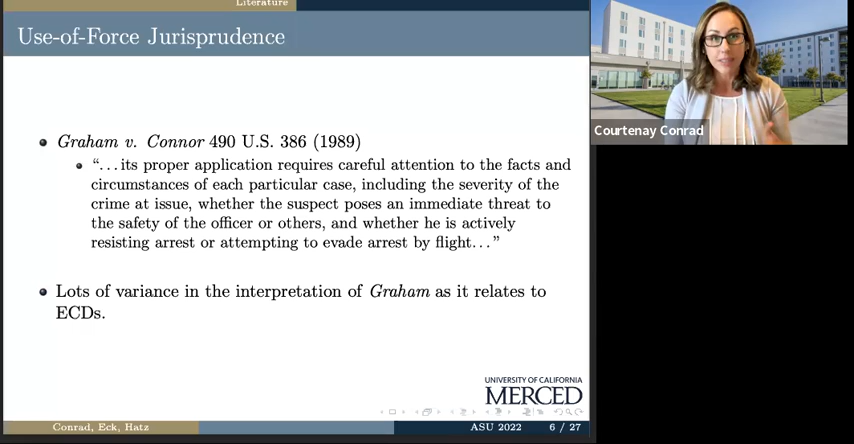 Literature
Use-of-Force Jurisprudence
Graham v. Connor 490 U.S. 386 (1989)
“...its proper application requires careful attention to the facts and
circumstances of each particular case, including the severity of the
crime at issue, whether the suspect poses an immediate threat to
the safety of the officer or others, and whether he is actively
resisting arrest or attempting to evade arrest by flight...”
Lots of variance in the interpretation of Graham as it relates to
ECDs.
UNIVERSITY OF CALIFORNIA
MERCED
Conrad, Eck, Hatz
ASU 2022 6 / 27
Courtenay Conrad